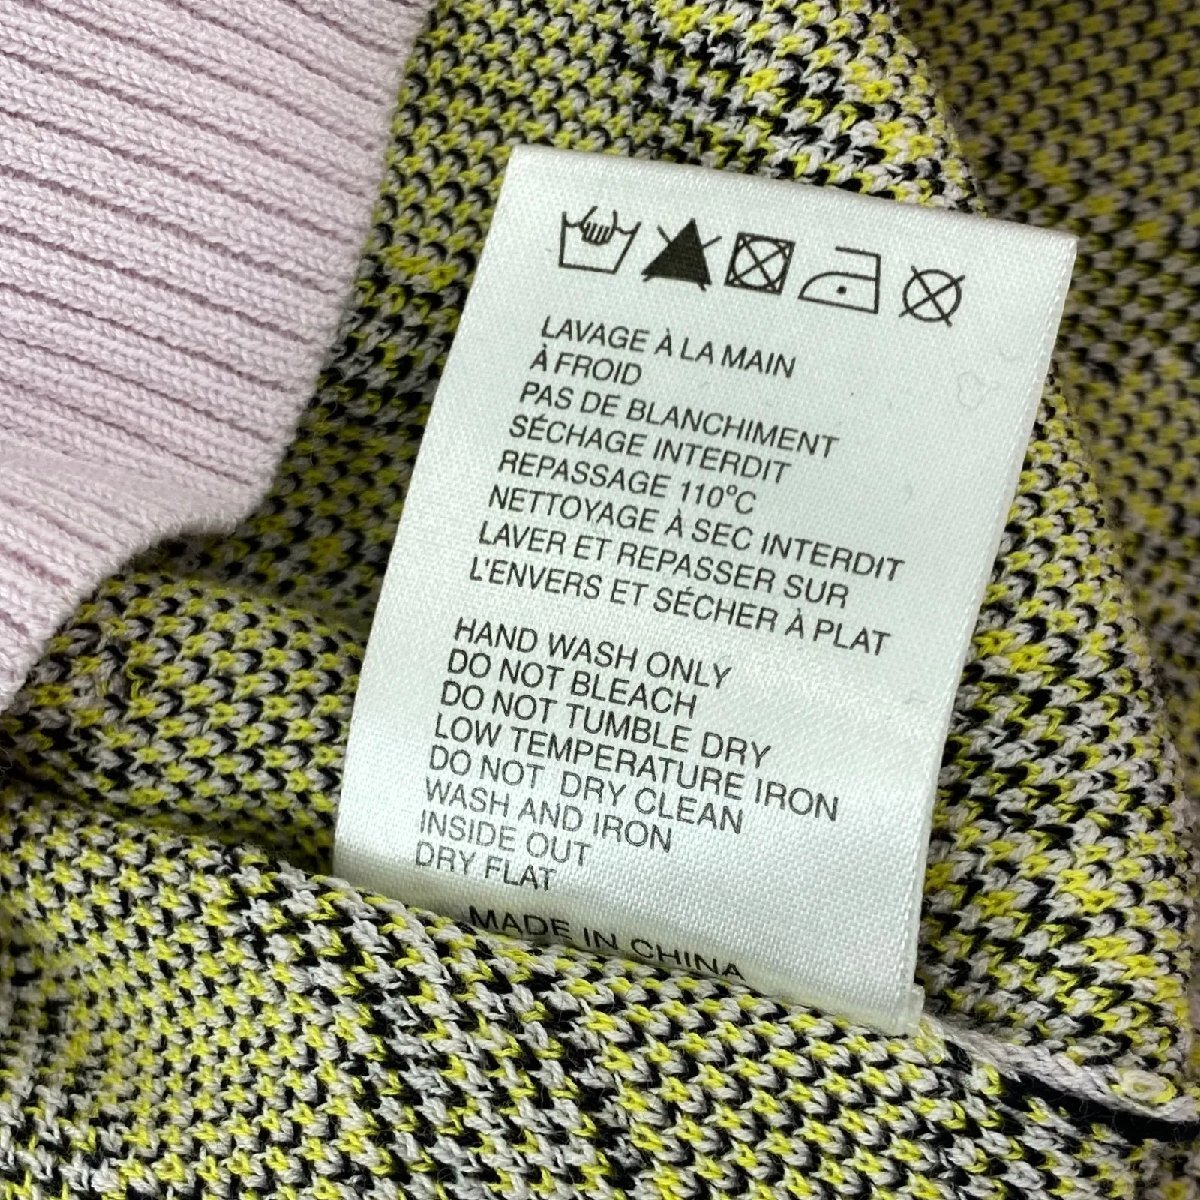 LAVAGE À LA MAIN
À FROID
PAS DE BLANCHIMENT
SÉCHAGE INTERDIT
REPASSAGE 110°C
NETTOYAGE À SEC INTERDIT
LAVER ET REPASSER SUR
L'ENVERS ET SÉCHER À PLAT
HAND WASH ONLY
DO NOT BLEACH
DO NOT TUMBLE DRY
LOW TEMPERATURE IRON
DO NOT DRY CLEAN
WASH AND IRON
INSIDE OUT
DRY FLAT
MADE IN CHINA